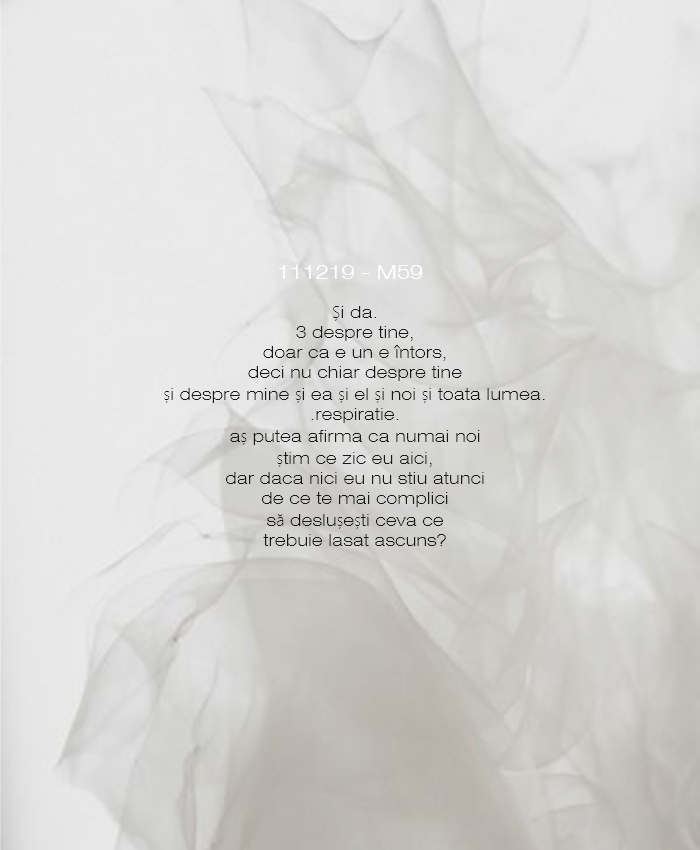 111219 - M59
Și da.
3 despre tine,
doar ca e un e întors,
deci nu chiar despre tine
și despre mine și ea și el și noi și toata lumea.
.respiratie.
aș putea afirma ca numai noi
știm ce zic eu aici,
dar daca nici eu nu stiu atunci
de ce te mai complici
să deslușești ceva ce
trebuie lasat ascuns?